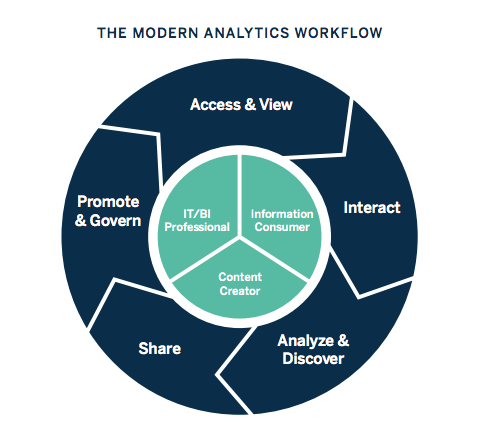 THE MODERN ANALYTICS WORKFLOW
Access & View
Interact
Analyze &
Discover
Share
Promote
& Govern
IT/BI
Professional
Information
Consumer
Content
Creator